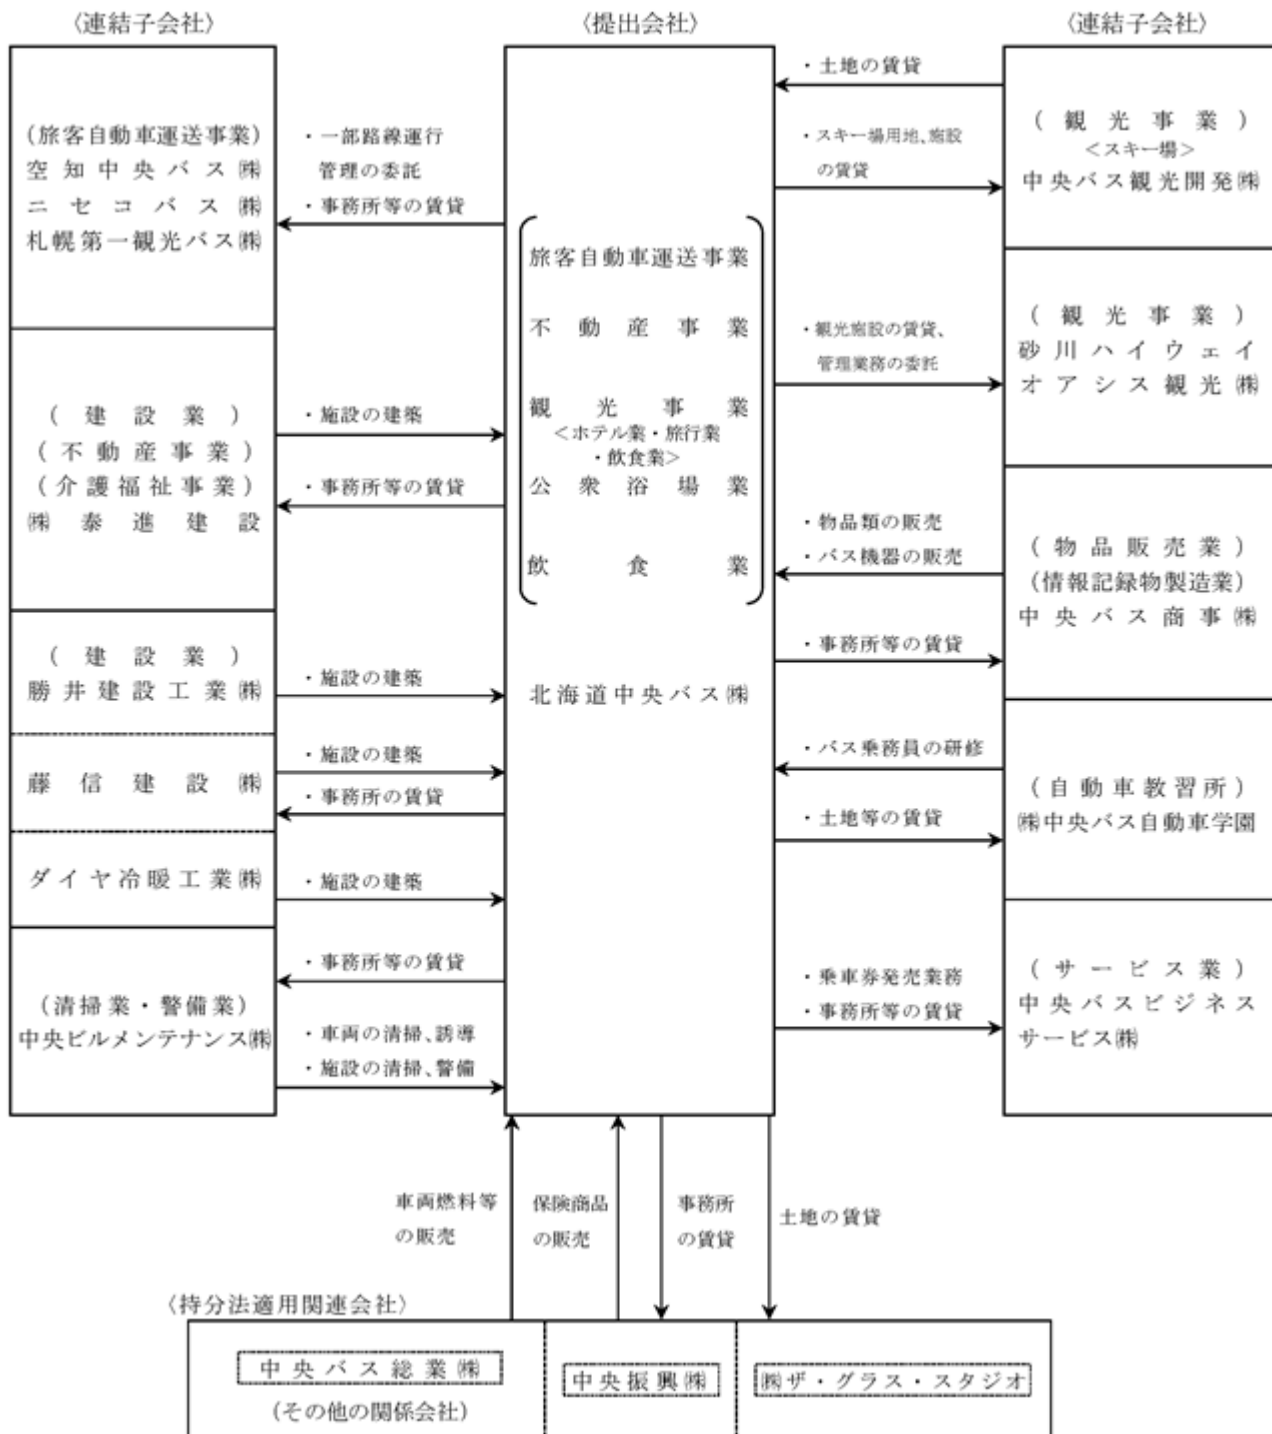 〈連結子会社〉
〈提出会社〉
〈連結子会社〉
(旅客自動車運送事業)
空知中央バス㈱
ニセコバス㈱
札幌第一観光バス㈱
・一部路線運行
管理の委託
・事務所等の賃貸
(建設業)
(不動産事業)
(介護福祉事業)
㈱泰進建設
・施設の建築
・事務所等の賃貸
(建設業)
勝井建設工業㈱
・施設の建築
藤信建設㈱
・施設の建築
・事務所の賃貸
ダイヤ冷暖工業㈱
・施設の建築
(清掃業・警備業)
中央ビルメンテナンス㈱
・事務所等の賃貸
・車両の清掃、誘導
・施設の清掃、警備
旅客自動車運送事業
不動産事業
観光事業
<ホテル業・旅行業
・飲食業>
公衆浴場業
飲食業
北海道中央バス㈱
・土地の賃貸
・スキー場用地、施設
の賃貸
(観光事業)
<スキー場>
中央バス観光開発㈱
・観光施設の賃貸、
管理業務の委託
(観光事業)
砂川ハイウェイ
オアシス観光㈱
・物品類の販売
・バス機器の販売
・事務所等の賃貸
(物品販売業)
(情報記録物製造業)
中央バス商事㈱
・バス乗務員の研修
・土地等の賃貸
(自動車教習所)
㈱中央バス自動車学園
・乗車券発売業務
・事務所等の賃貸
(サービス業)
中央バスビジネス
サービス㈱
車両燃料等
の販売
保険商品
の販売
事務所
の賃貸
土地の賃貸
〈持分法適用関連会社〉
中央バス総業㈱
(その他の関係会社)
中央振興㈱
㈱ザ・グラス・スタジオ